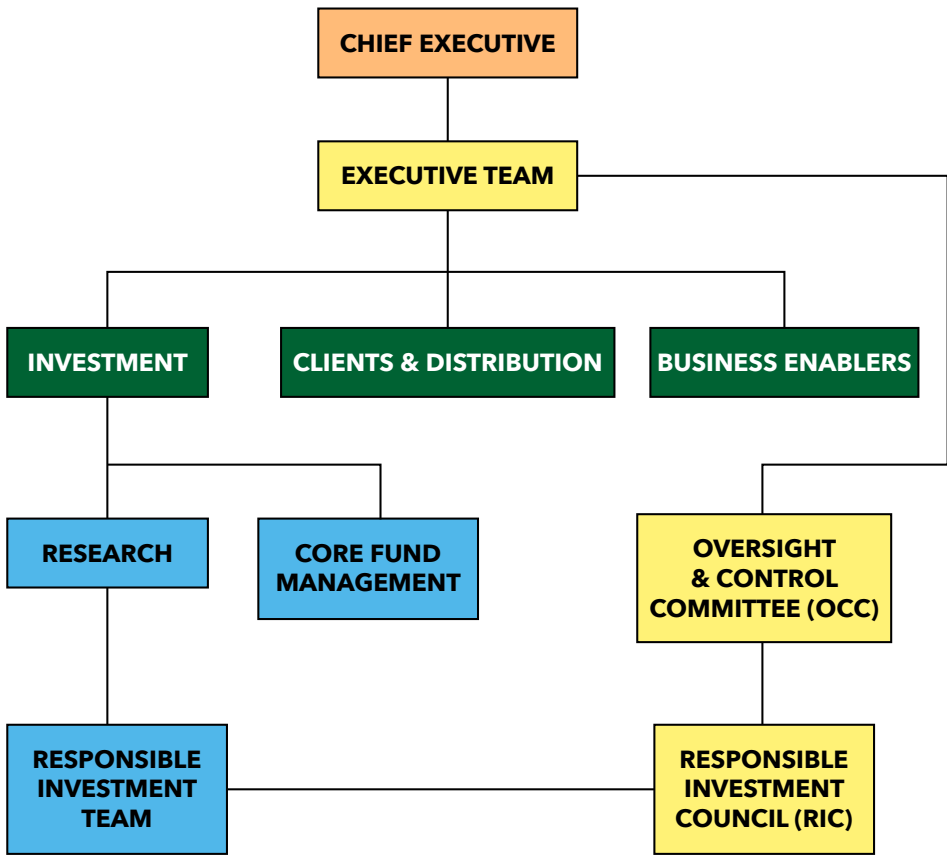 CHIEF EXECUTIVE
EXECUTIVE TEAM
INVESTMENT
CLIENTS & DISTRIBUTION
BUSINESS ENABLERS
RESEARCH
CORE FUND
MANAGEMENT
OVERSIGHT
& CONTROL
COMMITTEE (OCC)
RESPONSIBLE
INVESTMENT
TEAM
RESPONSIBLE
INVESTMENT
COUNCIL (RIC)